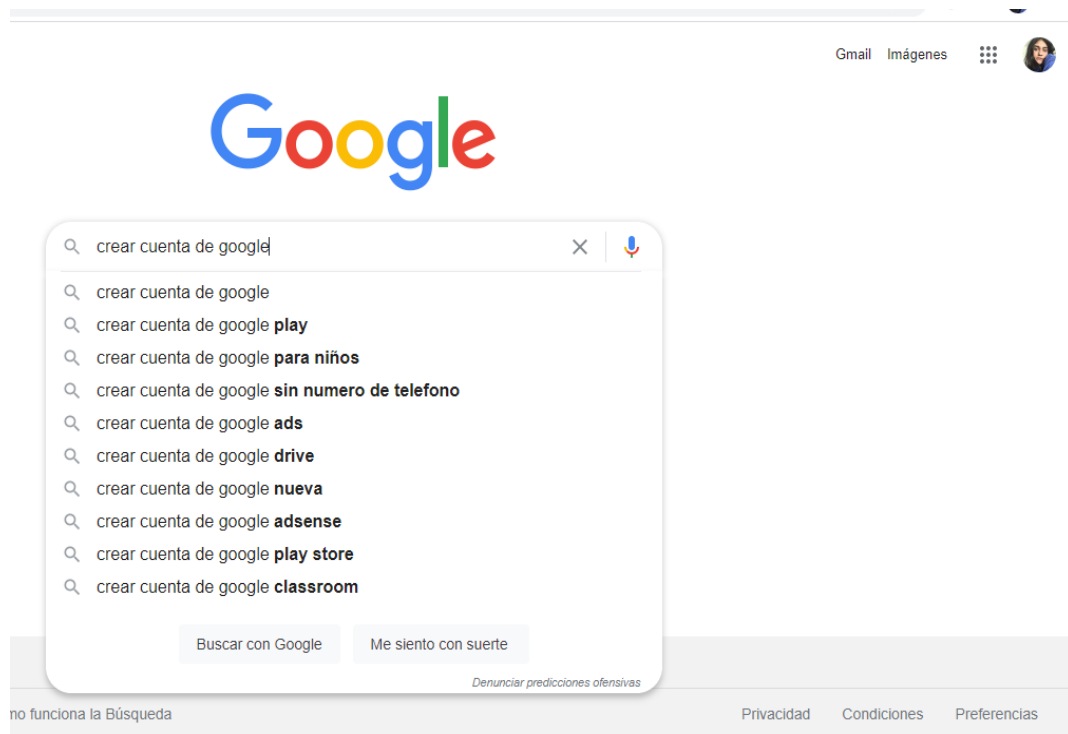 Gmail Imágenes
Google
crear cuenta de google
crear cuenta de google
crear cuenta de google play
crear cuenta de google para niños
crear cuenta de google sin numero de telefono
crear cuenta de google ads
crear cuenta de google drive
crear cuenta de google nueva
crear cuenta de google adsense
crear cuenta de google play store
crear cuenta de google classroom
Buscar con Google Me siento con suerte
Denunciar predicciones ofensivas
mo funciona la Búsqueda Privacidad Condiciones Preferencias